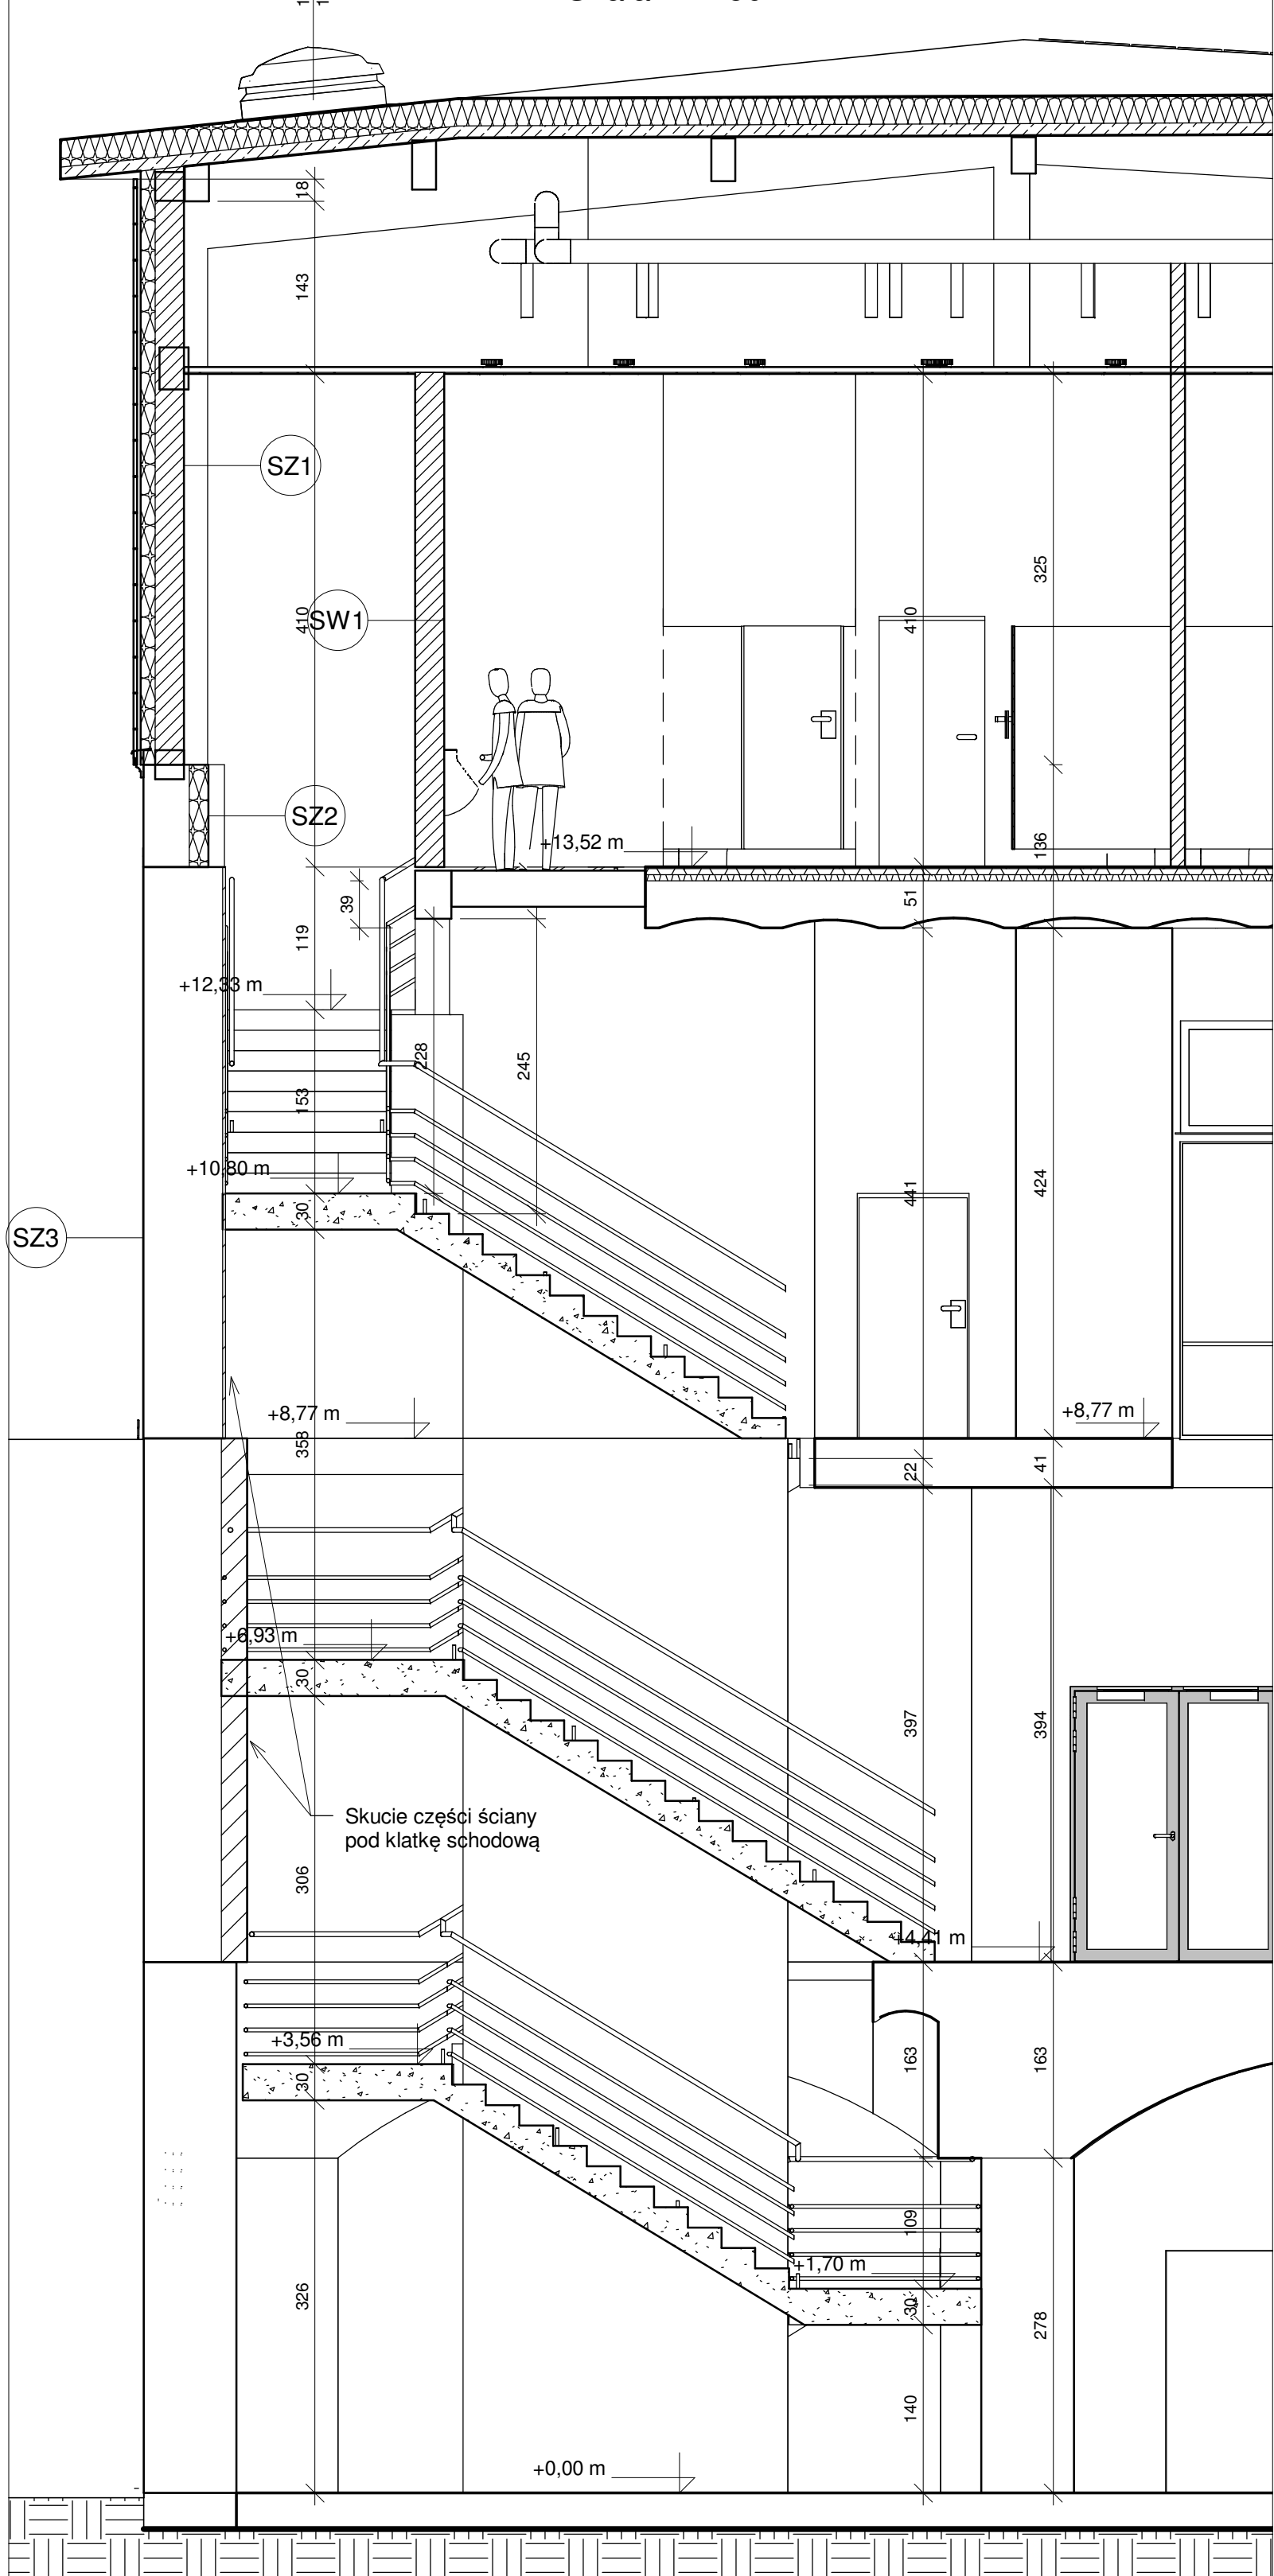 18
143
SZ1
325
410
SW1
410
SZ2
+13,52 m
136
39
51
119
+12,33 m
228
245
153
+10,80 m
441
424
30
SZ3
+8,77 m
+8,77 m
358
22
41
+6,93 m
30
397
394
Skucie części ściany
pod klatkę schodową
306
+4,41 m
+3,56 m
30
163
163
109
+1,70 m
30
326
278
140
+0,00 m